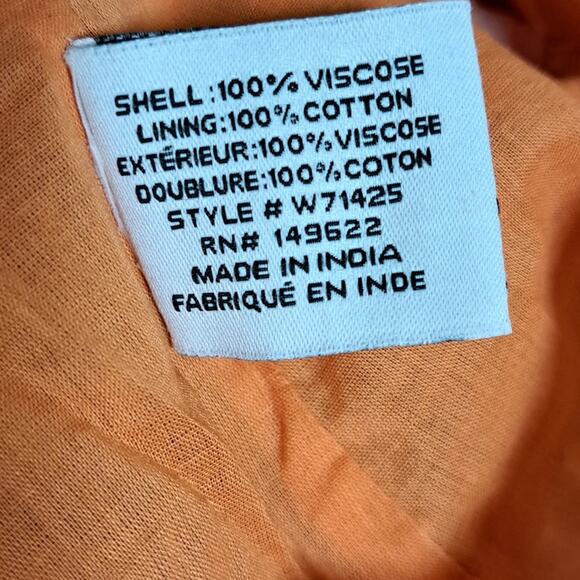 SHELL:100% VISCOSE
LINING:100% COTTON
EXTÉRIEUR:100%VISCOSE
DOUBLURE:100%COTON
STYLE # W71425
RN# 149622
MADE IN INDIA
FABRIQUÉ EN INDE